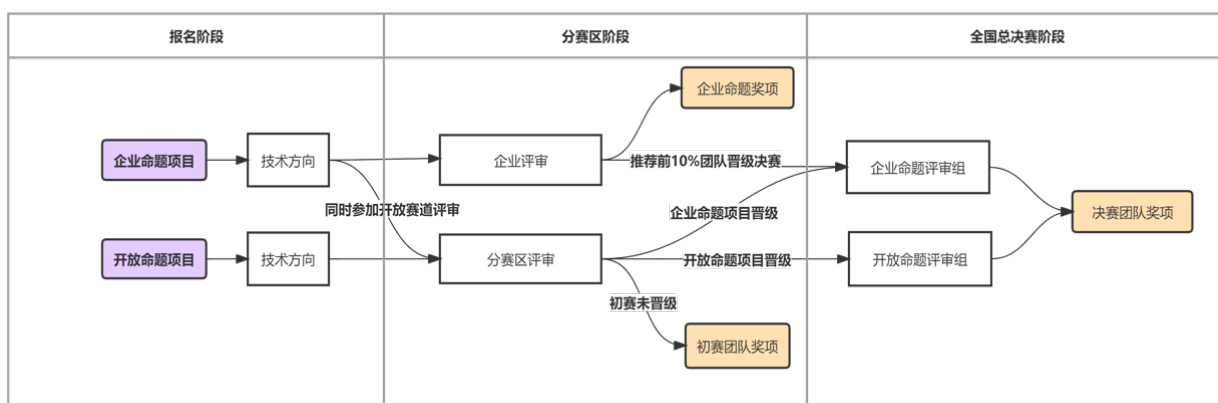 报名阶段
分赛区阶段
全国总决赛阶段
企业命题奖项
企业命题项目
技术方向
企业评审
推荐前10%团队晋级决赛
企业命题评审组
同时参加开放赛道评审
企业命题项目晋级
决赛团队奖项
开放命题项目
技术方向
分赛区评审
开放命题项目晋级
开放命题评审组
初赛未晋级
初赛团队奖项